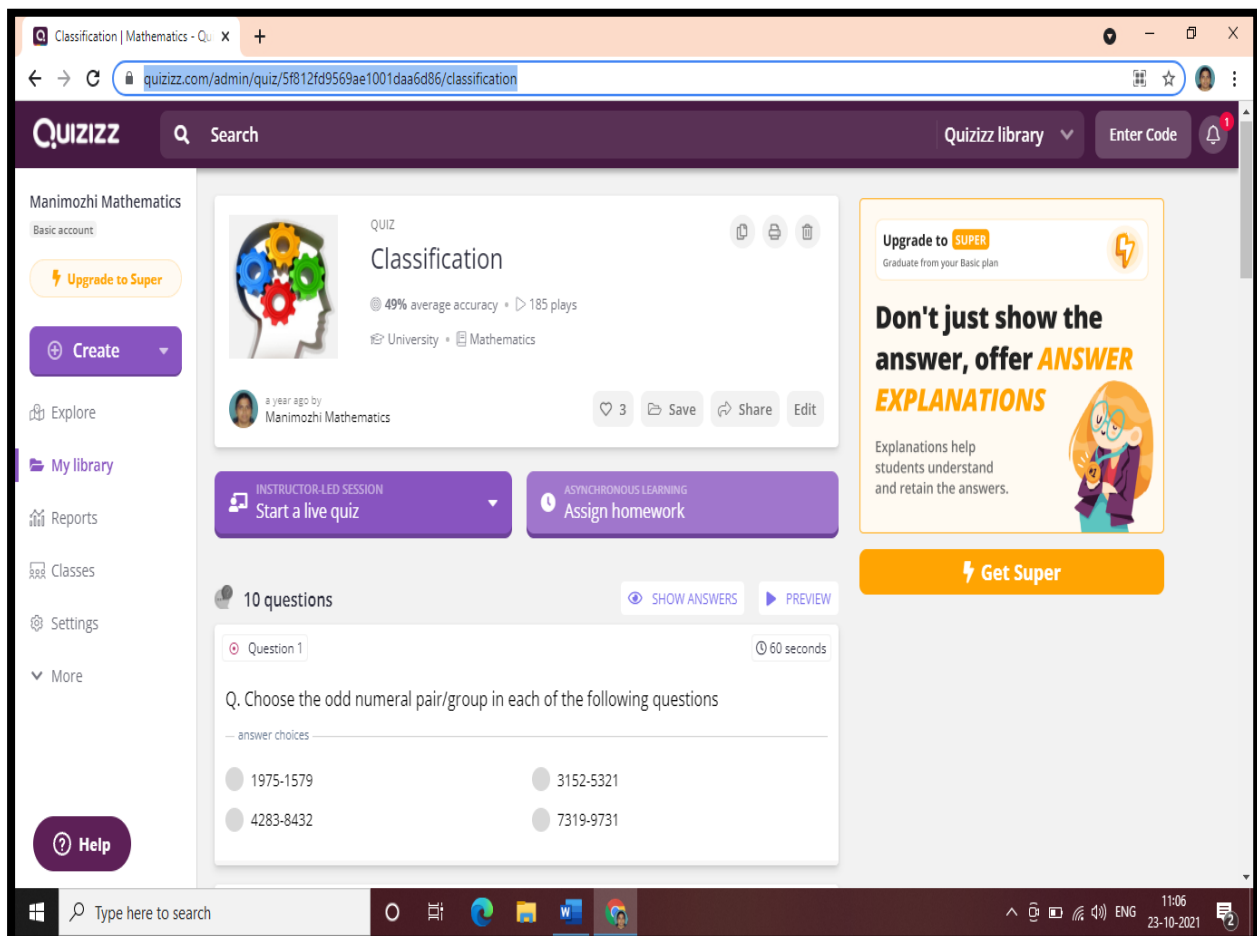 Classification | Mathematics - Qu
quizizz.com/admin/quiz/5f812fd9569ae1001daa6d86/classification
QUIZIZZ
Search
Quizizz library
Enter Code
1
Manimozhi Mathematics
Basic account
Upgrade to Super
Create
Explore
My library
Reports
Classes
Settings
More
Help
QUIZ
Classification
49% average accuracy • 185 plays
University • Mathematics
a year ago by
Manimozhi Mathematics
3 Save Share Edit
INSTRUCTOR-LED SESSION
Start a live quiz
ASYNCHRONOUS LEARNING
Assign homework
10 questions
SHOW ANSWERS
PREVIEW
Question 1
60 seconds
Q. Choose the odd numeral pair/group in each of the following questions
answer choices
1975-1579
3152-5321
4283-8432
7319-9731
Upgrade to SUPER
Graduate from your Basic plan
Don't just show the
answer, offer ANSWER
EXPLANATIONS
Explanations help
students understand
and retain the answers.
Get Super
Type here to search
ENG
11:06
23-10-2021
2